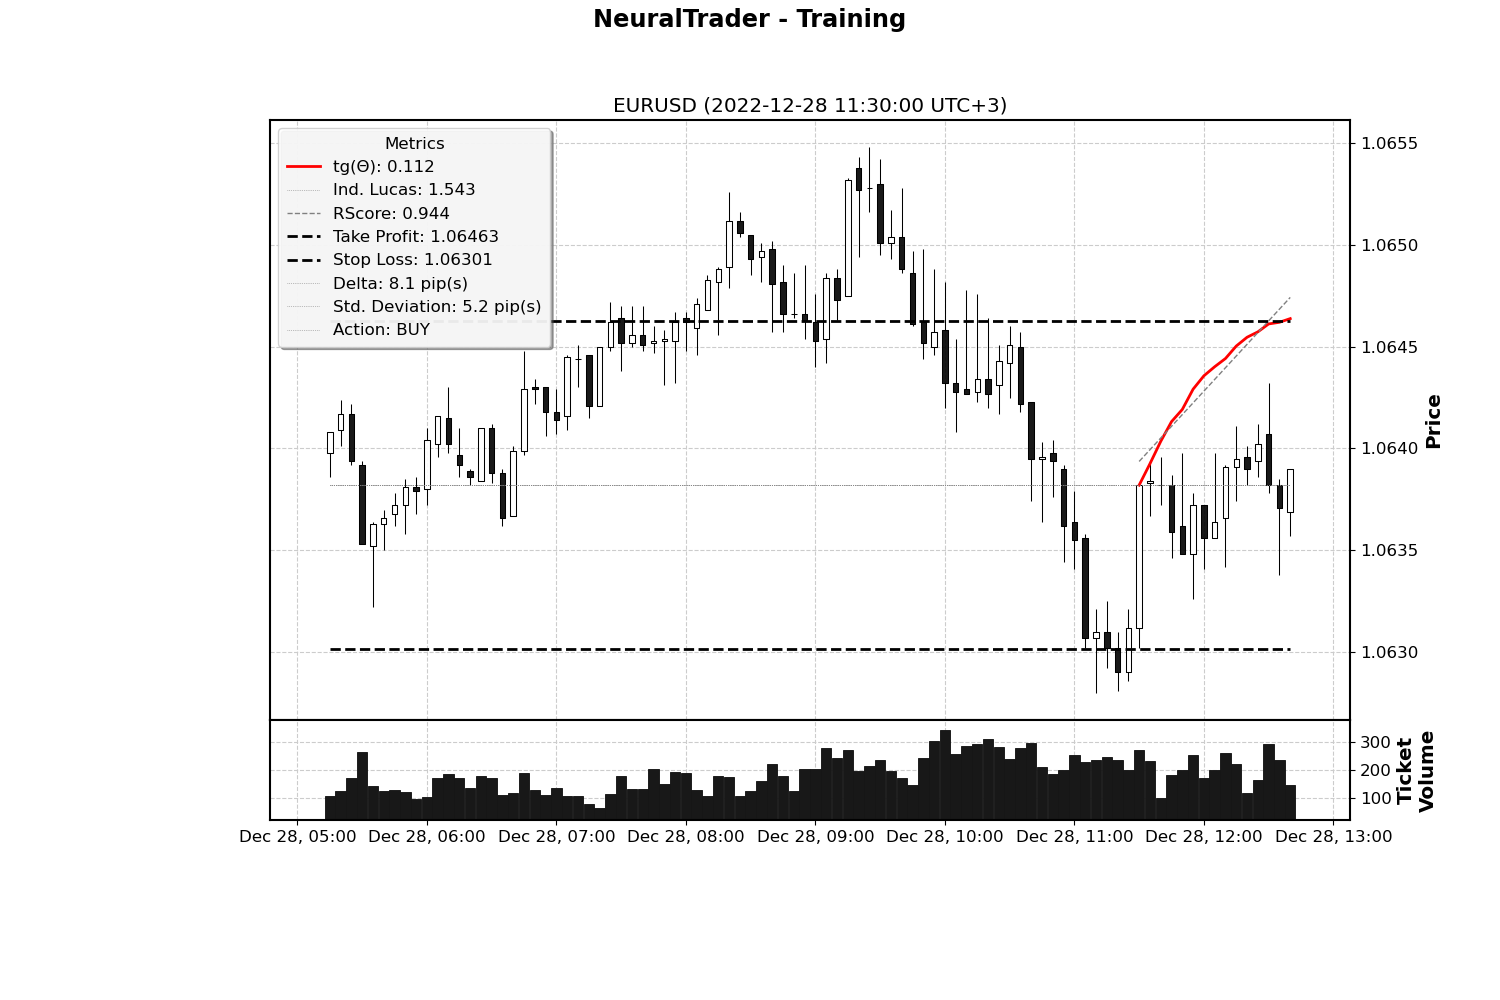 NeuralTrader - Training
EURUSD (2022-12-28 11:30:00 UTC+3)
Metrics
tg(Θ): 0.112
Ind. Lucas: 1.543
RScore: 0.944
Take Profit: 1.06463
Stop Loss: 1.06301
Delta: 8.1 pip(s)
Std. Deviation: 5.2 pip(s)
Action: BUY
1.0655
1.0650
1.0645
1.0640
1.0635
1.0630
Price
300
200
100
Ticket
Volume
Dec 28, 05:00 Dec 28, 06:00 Dec 28, 07:00 Dec 28, 08:00 Dec 28, 09:00 Dec 28, 10:00 Dec 28, 11:00 Dec 28, 12:00 Dec 28, 13:00